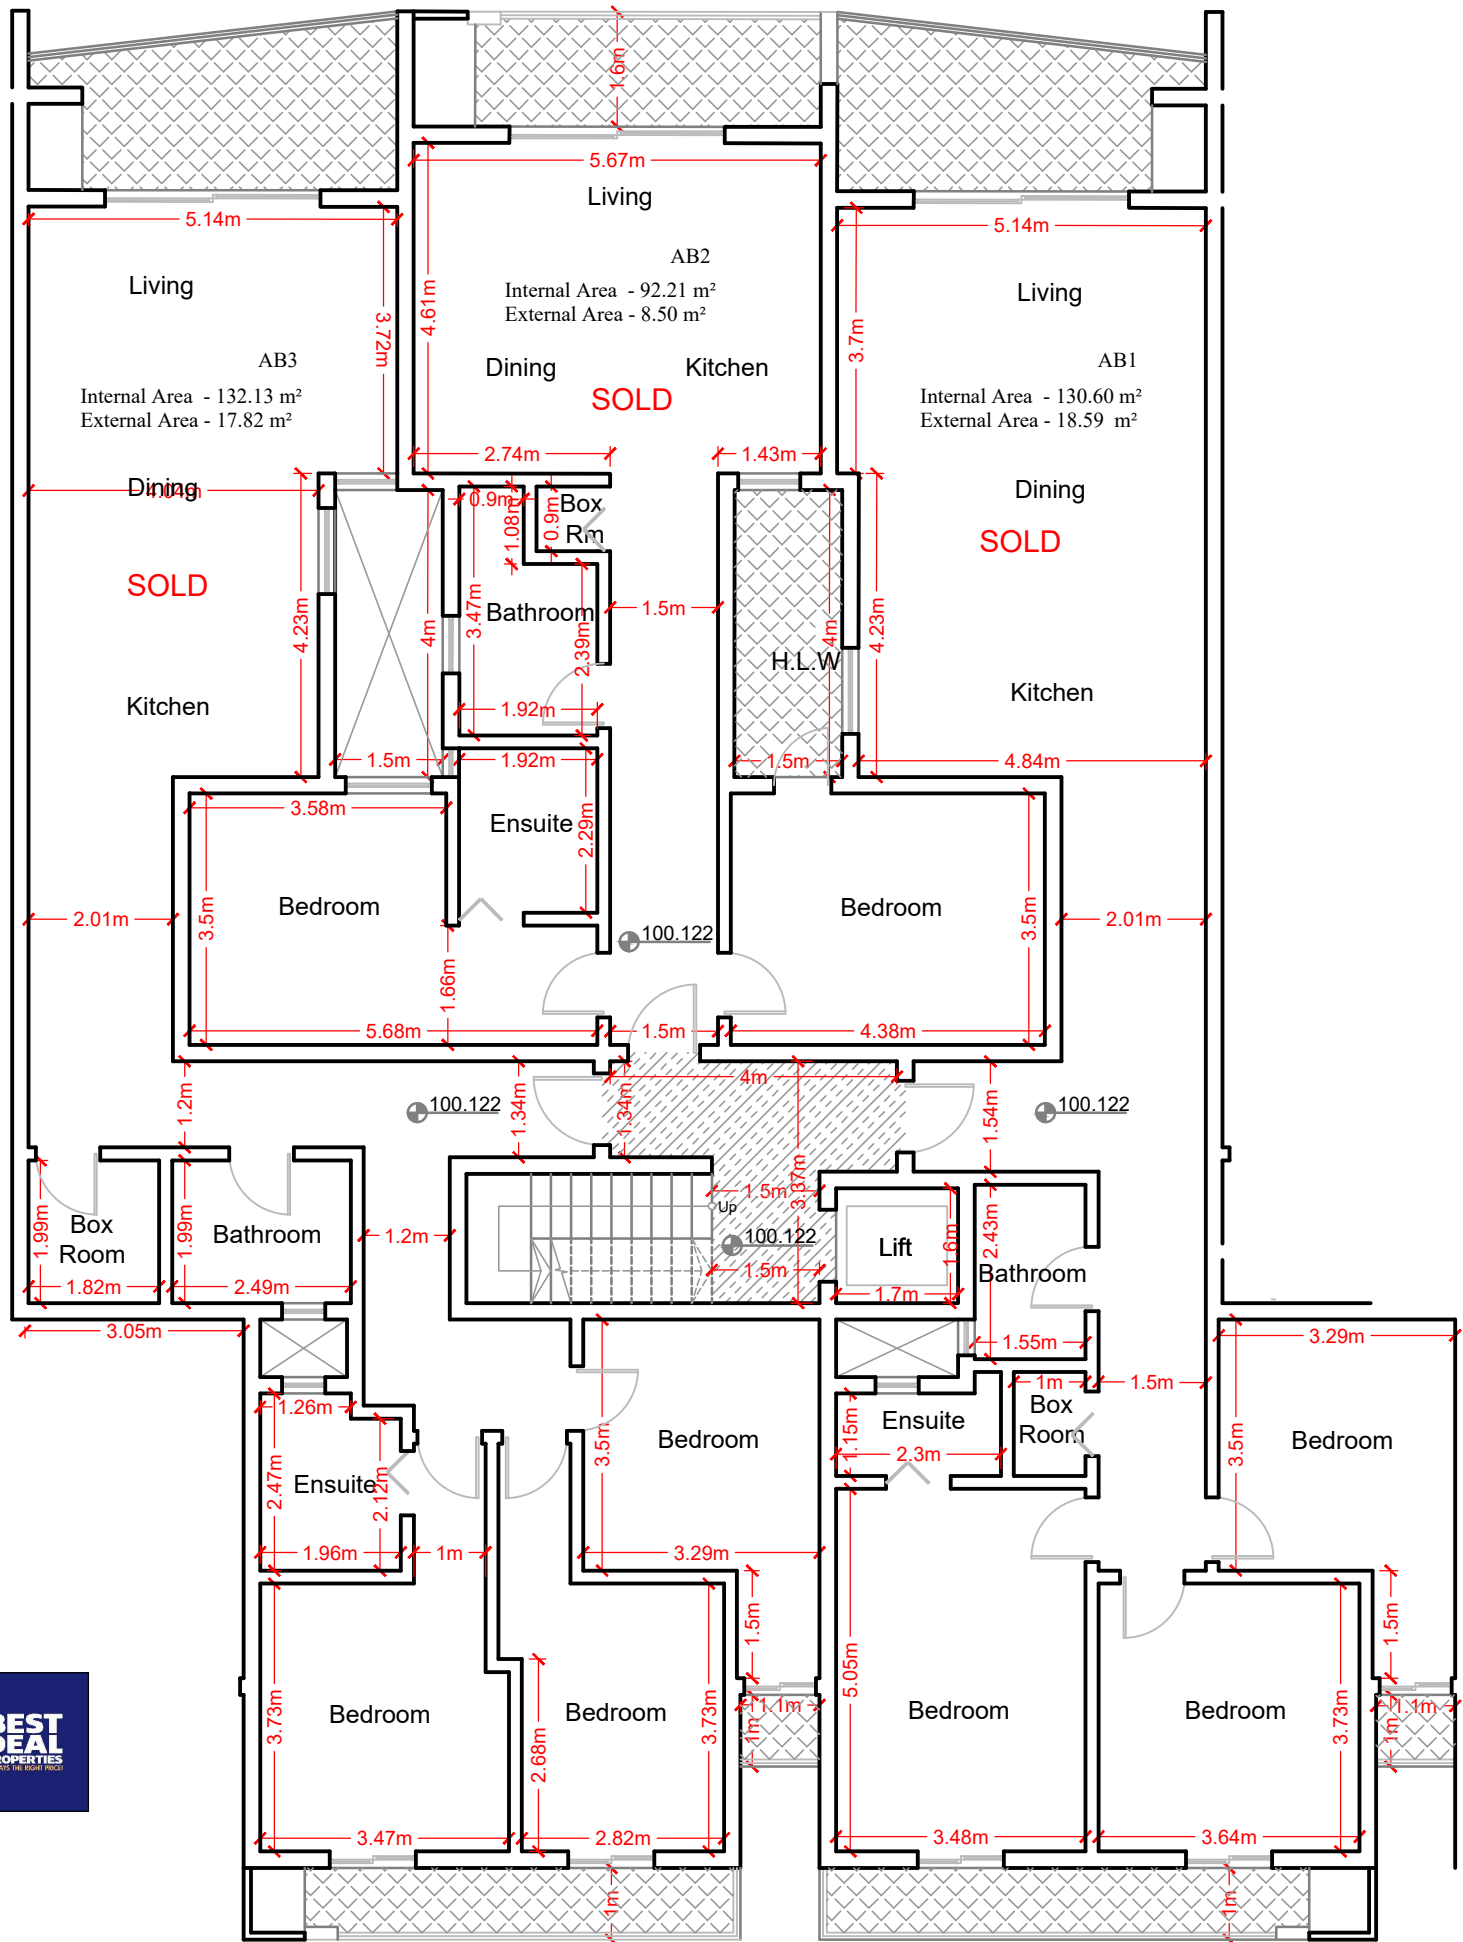 1.6m
5.67m
Living
5.14m
5.14m
AB2
Internal Area - 92.21 m²
External Area - 8.50 m²
Living
Living
4.61m
3.72m
3.7m
AB3
Internal Area - 132.13 m²
External Area - 17.82 m²
Dining
Kitchen
SOLD
AB1
Internal Area - 130.60 m²
External Area - 18.59 m²
2.74m
1.43m
Dining
4.04m
0.9m
1.08m
0.9m
Box
Rm
Dining
SOLD
SOLD
4.23m
4m
3.47m
Bathroom
2.39m
1.5m
4m
4.23m
H.L.W
Kitchen
1.92m
Kitchen
1.5m
1.92m
1.5m
4.84m
3.58m
Ensuite
2.29m
Bedroom
Bedroom
2.01m
3.5m
3.5m
2.01m
100.122
1.66m
5.68m
1.5m
4.38m
4m
1.2m
1.34m
1.34m
1.54m
100.122
100.122
3.37m
1.5m
Up
1.99m
Box
Room
1.99m
Bathroom
1.2m
100.122
Lift
1.6m
2.43m
Bathroom
1.82m
2.49m
1.5m
1.7m
3.05m
1.55m
3.29m
1.26m
1m
1.5m
3.5m
Bedroom
1.15m
Ensuite
2.3m
Box
Room
3.5m
Bedroom
2.47m
Ensuite
2.12m
1.96m
1m
3.29m
1.5m
1.5m
5.05m
3.73m
Bedroom
2.68m
Bedroom
3.73m
1.1m
1m
Bedroom
Bedroom
3.73m
1.1m
1m
BEST
DEAL
PROPERTIES
3.47m
2.82m
3.48m
3.64m
1m
1m